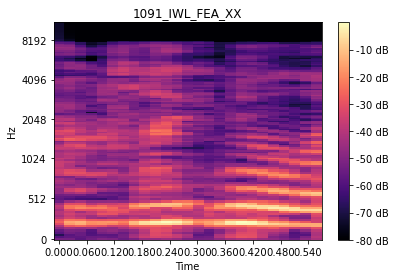 1091_IWL_FEA_XX
8192
4096
2048
1024
512
0
Hz
0.0000.0600.1200.1800.2400.3000.3600.4200.4800.540
Time
-10 dB
-20 dB
-30 dB
-40 dB
-50 dB
-60 dB
-70 dB
-80 dB